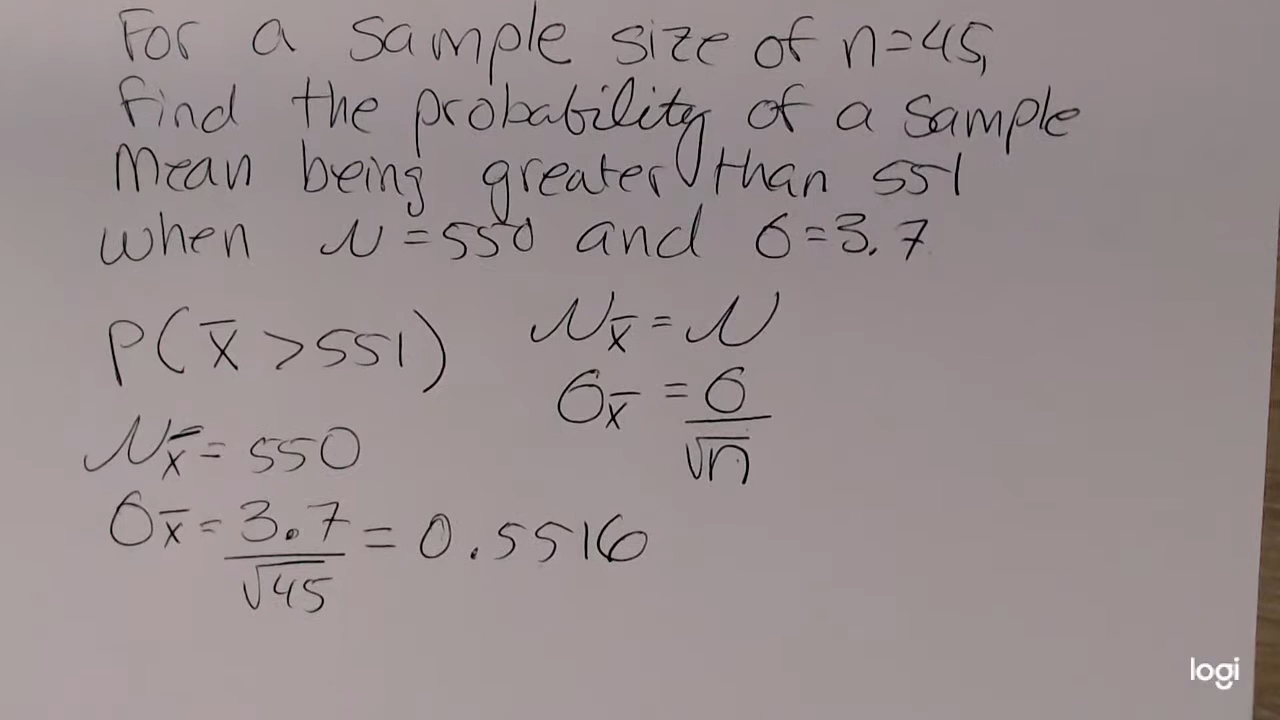 For a sample size of n=45,
find the probability of a sample
mean being greater than 551
when μ=550 and σ=3.7
P(x̄>551)
μx̄=μ
σx̄=σ/√n
μx̄=550
σx̄=3.7/√45=0.5516
logi